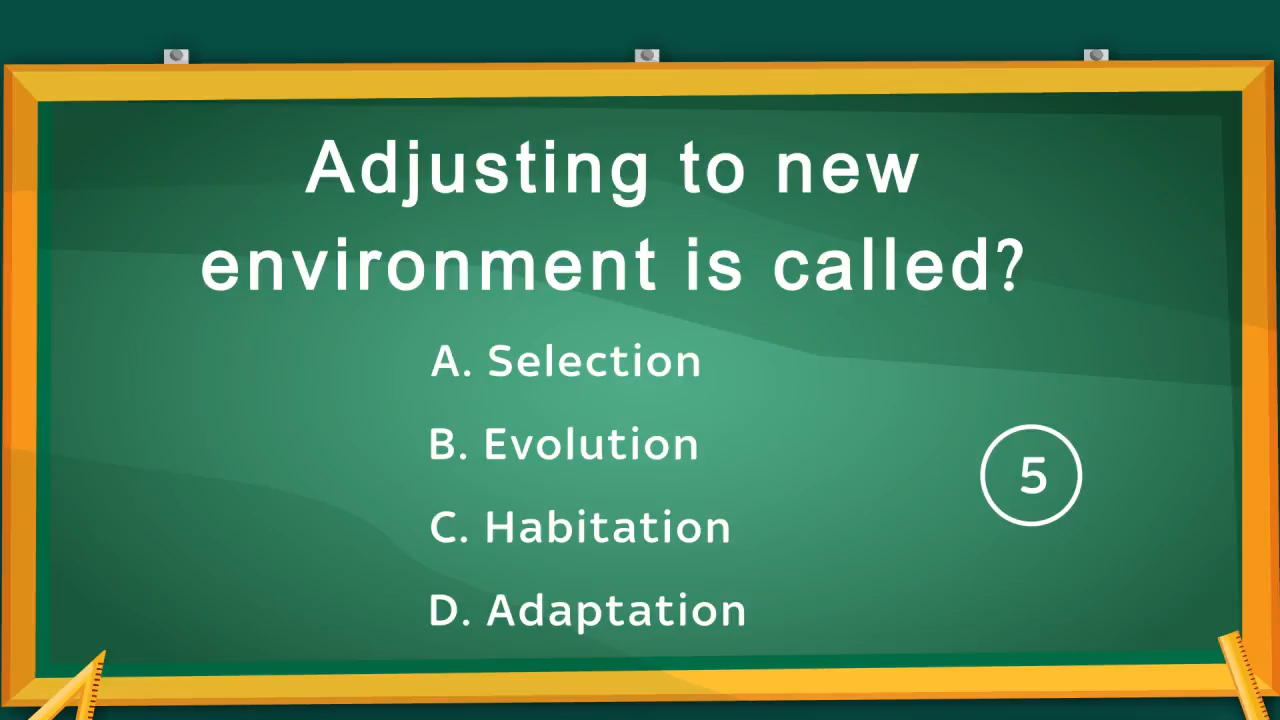 Adjusting to new
environment is called?
A. Selection
B. Evolution
5
C. Habitation
D. Adaptation